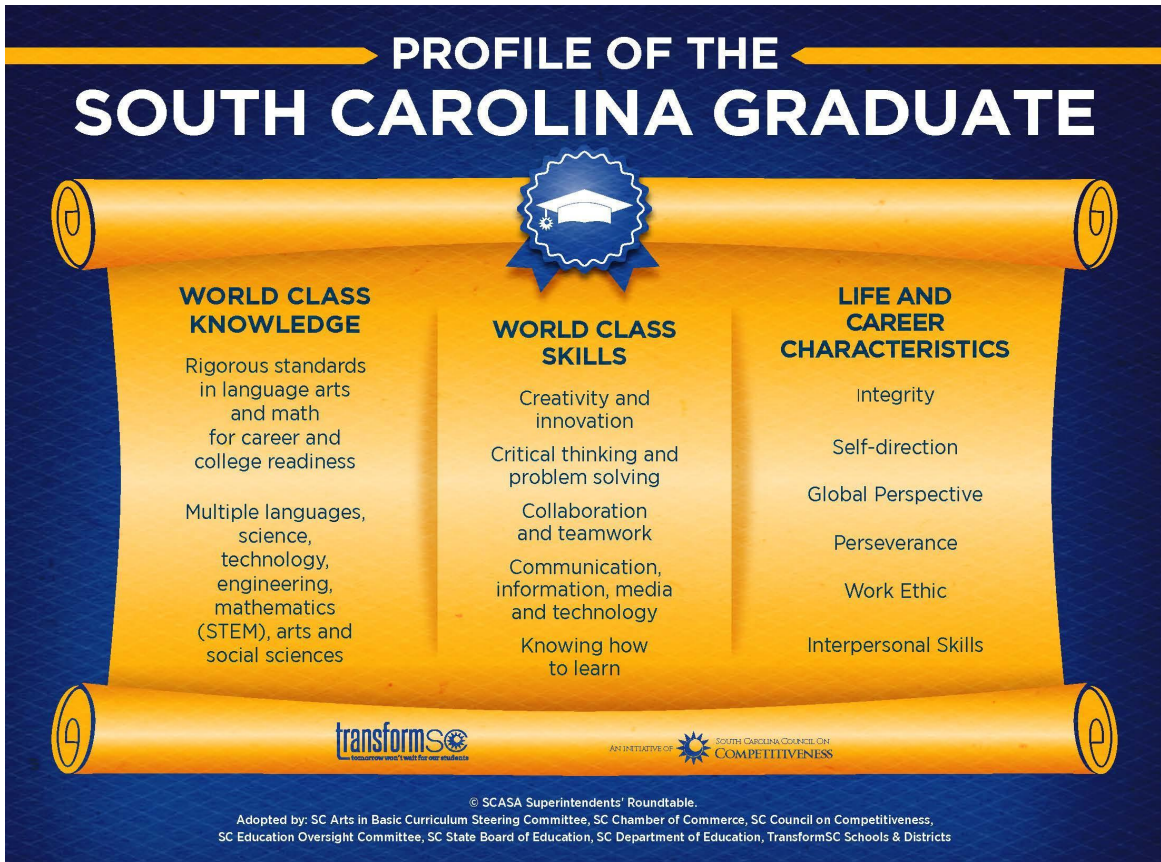 PROFILE OF THE
SOUTH CAROLINA GRADUATE
WORLD CLASS
KNOWLEDGE
Rigorous standards
in language arts
and math
for career and
college readiness
Multiple languages,
science,
technology,
engineering,
mathematics
(STEM), arts and
social sciences
WORLD CLASS
SKILLS
Creativity and
innovation
Critical thinking and
problem solving
Collaboration
and teamwork
Communication,
information, media
and technology
Knowing how
to learn
LIFE AND
CAREER
CHARACTERISTICS
Integrity
Self-direction
Global Perspective
Perseverance
Work Ethic
Interpersonal Skills
transformSC
tomorrow won't wait for our students
AN INITIATIVE OF
SOUTH CAROLINA COUNCIL ON
COMPETITIVENESS
© SCASA Superintendents' Roundtable.
Adopted by: SC Arts in Basic Curriculum Steering Committee, SC Chamber of Commerce, SC Council on Competitiveness,
SC Education Oversight Committee, SC State Board of Education, SC Department of Education, TransformSC Schools & Districts